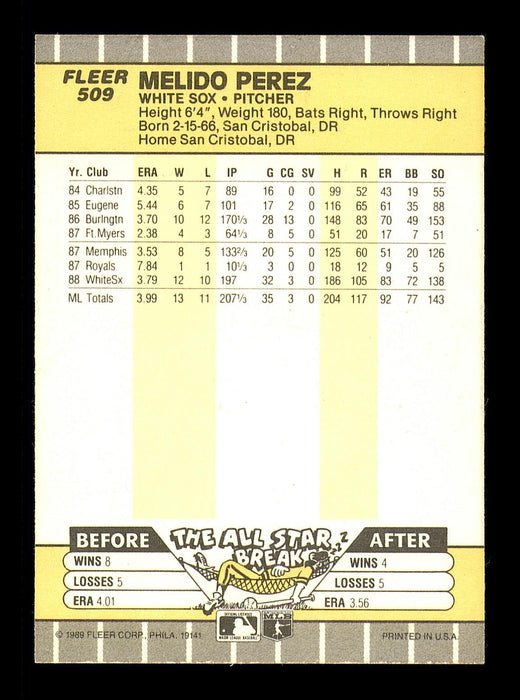 FLEER
509
MELIDO PEREZ
WHITE SOX • PITCHER
Height 6'4", Weight 180, Bats Right, Throws Right
Born 2-15-66, San Cristobal, DR
Home San Cristobal, DR
Yr. Club ERA W L IP G CG SV H R ER BB SO
84 Charlstn 4.35 5 7 89 16 0 0 99 52 43 19 55
85 Eugene 5.44 6 7 101 17 2 0 116 65 61 35 88
86 Burlngtn 3.70 10 12 170⅓ 28 13 0 148 83 70 49 153
87 Ft.Myers 2.38 4 3 64⅓ 8 5 0 51 20 17 7 51
87 Memphis 3.53 8 5 133⅔ 20 5 0 125 60 51 20 126
87 Royals 7.84 1 1 10⅓ 3 0 0 18 12 9 5 5
88 WhiteSx 3.79 12 10 197 32 3 0 186 105 83 72 138
ML Totals 3.99 13 11 207⅓ 35 3 0 204 117 92 77 143
BEFORE THE ALL STAR BREAK AFTER
WINS 8 WINS 4
LOSSES 5 LOSSES 5
ERA 4.01 ERA 3.56
OFFICIAL LICENSEE
MAJOR LEAGUE BASEBALL
MLB
© 1989 FLEER CORP., PHILA. 19141 PRINTED IN U.S.A.